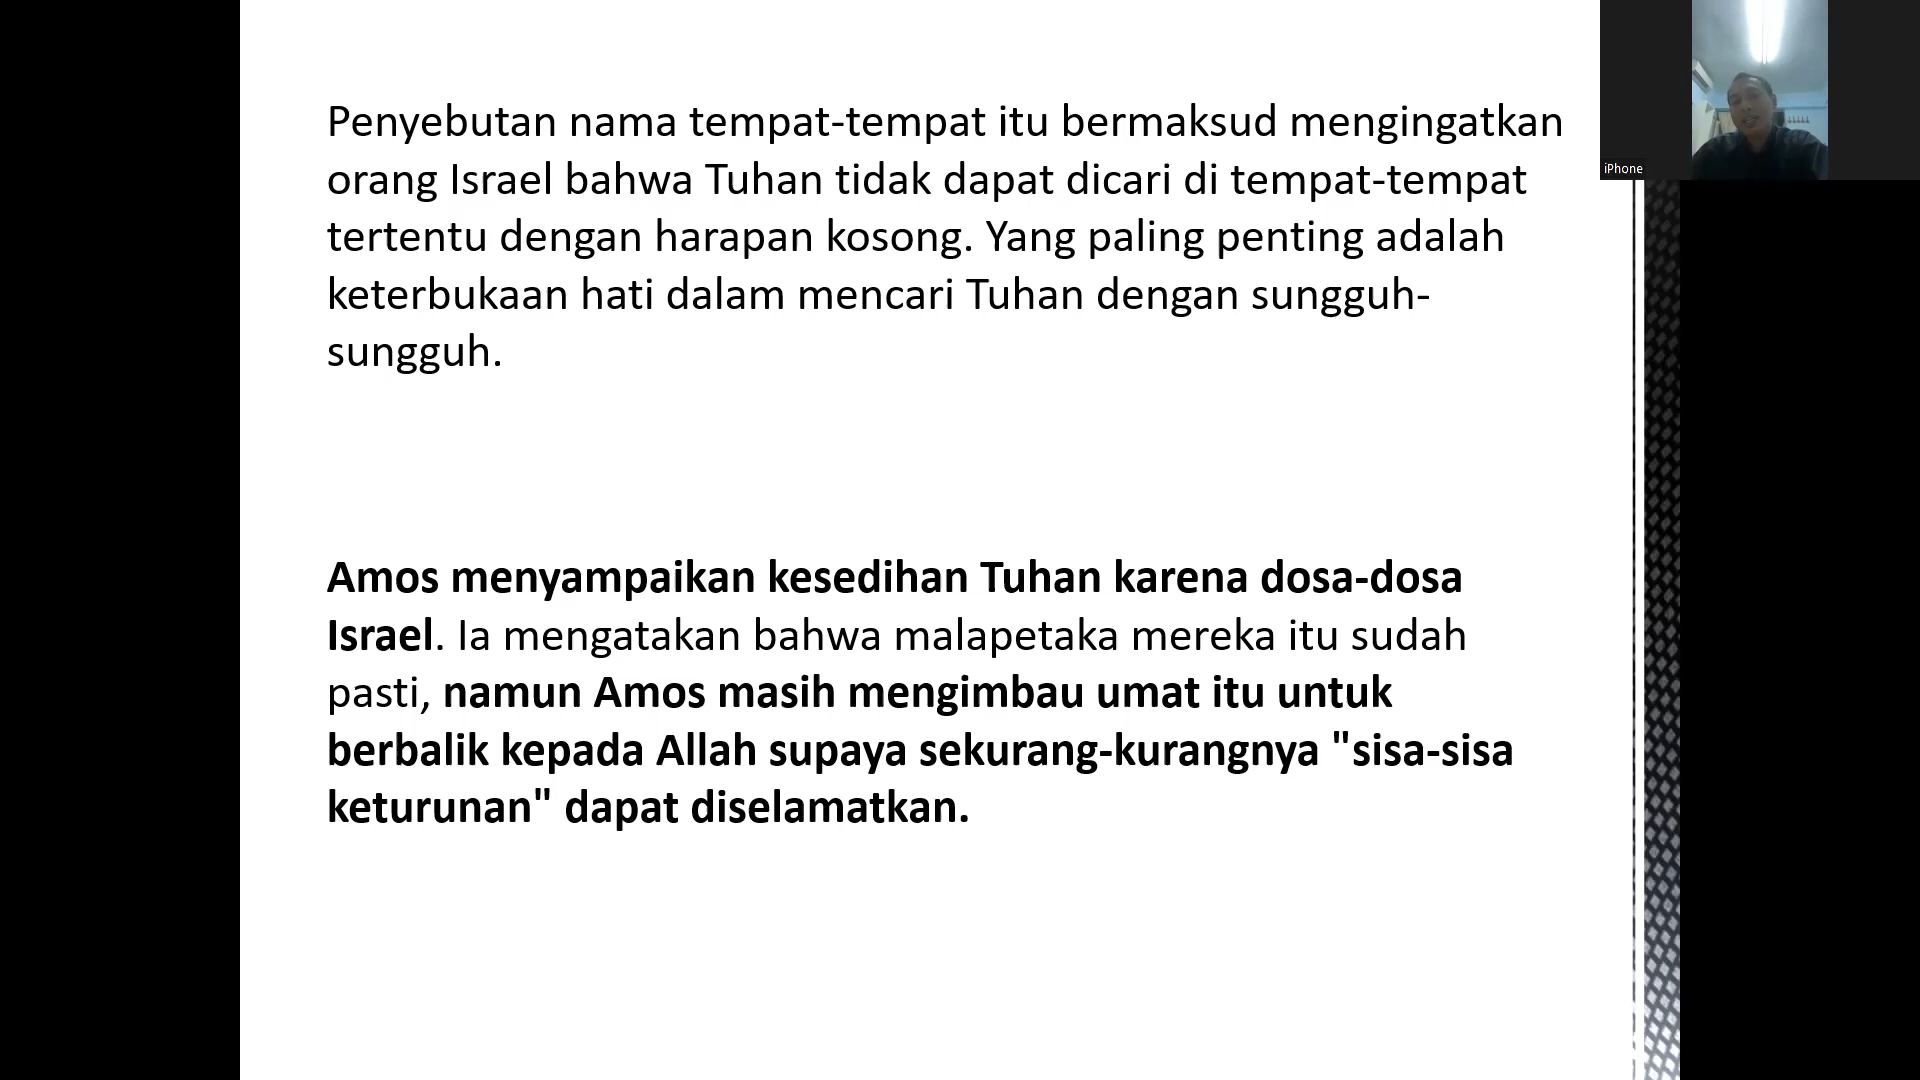 Penyebutan nama tempat-tempat itu bermaksud mengingatkan
orang Israel bahwa Tuhan tidak dapat dicari di tempat-tempat
tertentu dengan harapan kosong. Yang paling penting adalah
keterbukaan hati dalam mencari Tuhan dengan sungguh-
sungguh.
Amos menyampaikan kesedihan Tuhan karena dosa-dosa
Israel. Ia mengatakan bahwa malapetaka mereka itu sudah
pasti, namun Amos masih mengimbau umat itu untuk
berbalik kepada Allah supaya sekurang-kurangnya "sisa-sisa
keturunan" dapat diselamatkan.
iPhone